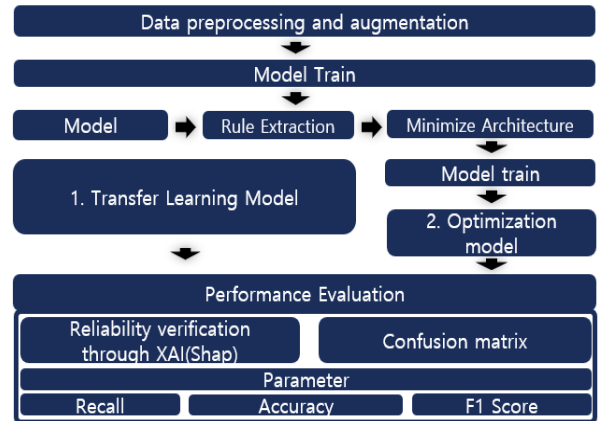 Data preprocessing and augmentation
Model Train
Model
Rule Extraction
Minimize Architecture
1. Transfer Learning Model
Model train
2. Optimization
model
Performance Evaluation
Reliability verification
through XAI(Shap)
Confusion matrix
Parameter
Recall
Accuracy
F1 Score